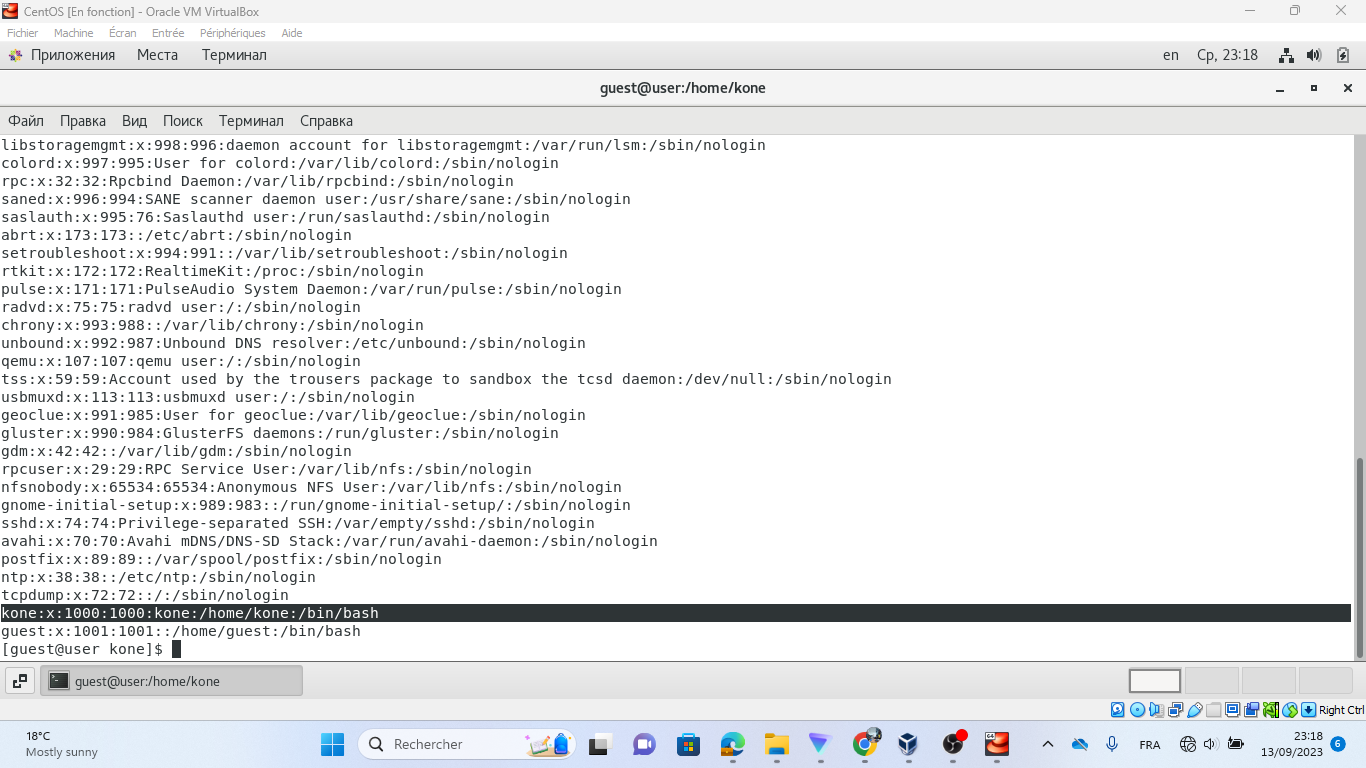 CentOS [En fonction] - Oracle VM VirtualBox
Fichier Machine Écran Entrée Périphériques Aide
Приложения Места Терминал en Ср, 23:18
guest@user:/home/kone
Файл Правка Вид Поиск Терминал Справка
libstoragemgmt:x:998:996:daemon account for libstoragemgmt:/var/run/lsm:/sbin/nologin
colord:x:997:995:User for colord:/var/lib/colord:/sbin/nologin
rpc:x:32:32:Rpcbind Daemon:/var/lib/rpcbind:/sbin/nologin
saned:x:996:994:SANE scanner daemon user:/usr/share/sane:/sbin/nologin
saslauth:x:995:76:Saslauthd user:/run/saslauthd:/sbin/nologin
abrt:x:173:173::/etc/abrt:/sbin/nologin
setroubleshoot:x:994:991::/var/lib/setroubleshoot:/sbin/nologin
rtkit:x:172:172:RealtimeKit:/proc:/sbin/nologin
pulse:x:171:171:PulseAudio System Daemon:/var/run/pulse:/sbin/nologin
radvd:x:75:75:radvd user:/:/sbin/nologin
chrony:x:993:988::/var/lib/chrony:/sbin/nologin
unbound:x:992:987:Unbound DNS resolver:/etc/unbound:/sbin/nologin
qemu:x:107:107:qemu user:/:/sbin/nologin
tss:x:59:59:Account used by the trousers package to sandbox the tcsd daemon:/dev/null:/sbin/nologin
usbmuxd:x:113:113:usbmuxd user:/:/sbin/nologin
geoclue:x:991:985:User for geoclue:/var/lib/geoclue:/sbin/nologin
gluster:x:990:984:GlusterFS daemons:/run/gluster:/sbin/nologin
gdm:x:42:42::/var/lib/gdm:/sbin/nologin
rpcuser:x:29:29:RPC Service User:/var/lib/nfs:/sbin/nologin
nfsnobody:x:65534:65534:Anonymous NFS User:/var/lib/nfs:/sbin/nologin
gnome-initial-setup:x:989:983::/run/gnome-initial-setup/:/sbin/nologin
sshd:x:74:74:Privilege-separated SSH:/var/empty/sshd:/sbin/nologin
avahi:x:70:70:Avahi mDNS/DNS-SD Stack:/var/run/avahi-daemon:/sbin/nologin
postfix:x:89:89::/var/spool/postfix:/sbin/nologin
ntp:x:38:38::/etc/ntp:/sbin/nologin
tcpdump:x:72:72::/:/sbin/nologin
kone:x:1000:1000:kone:/home/kone:/bin/bash
guest:x:1001:1001::/home/guest:/bin/bash
[guest@user kone]$
guest@user:/home/kone
Right Ctrl
18°C
Mostly sunny
Rechercher
FRA
23:18
13/09/2023
6